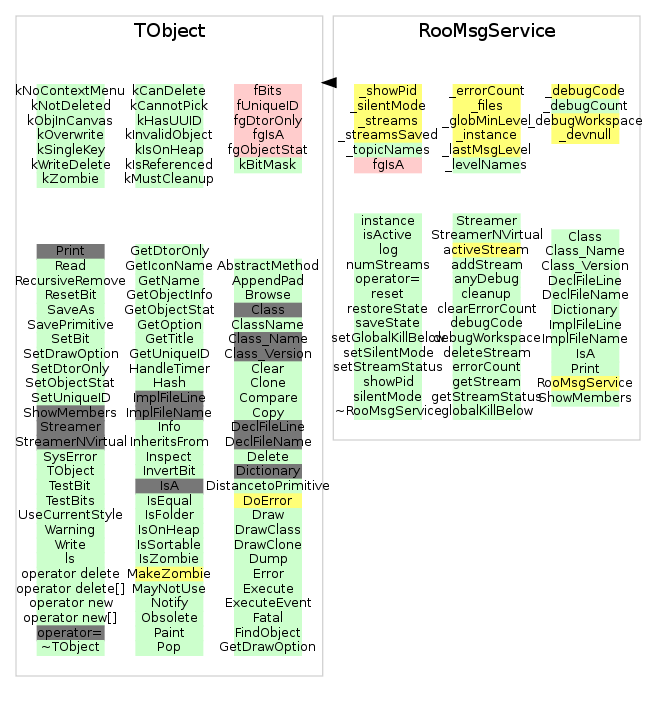 TObject
kNoContextMenu
kNotDeleted
kObjInCanvas
kOverwrite
kSingleKey
kWriteDelete
kZombie
kCanDelete
kCannotPick
kHasUUID
kInvalidObject
kIsOnHeap
kIsReferenced
kMustCleanup
fBits
fUniqueID
fgDtorOnly
fgIsA
fgObjectStat
kBitMask
Print
Read
RecursiveRemove
ResetBit
SaveAs
SavePrimitive
SetBit
SetDrawOption
SetDtorOnly
SetObjectStat
SetUniqueID
ShowMembers
Streamer
StreamerNVirtual
SysError
TObject
TestBit
TestBits
UseCurrentStyle
Warning
Write
ls
operator delete
operator delete[]
operator new
operator new[]
operator=
~TObject
GetDtorOnly
GetIconName
GetName
GetObjectInfo
GetObjectStat
GetOption
GetTitle
GetUniqueID
HandleTimer
Hash
ImplFileLine
ImplFileName
Info
InheritsFrom
Inspect
InvertBit
IsA
IsEqual
IsFolder
IsOnHeap
IsSortable
IsZombie
MakeZombie
MayNotUse
Notify
Obsolete
Paint
Pop
AbstractMethod
AppendPad
Browse
Class
ClassName
Class_Name
Class_Version
Clear
Clone
Compare
Copy
DeclFileLine
DeclFileName
Delete
Dictionary
DistancetoPrimitive
DoError
Draw
DrawClass
DrawClone
Dump
Error
Execute
ExecuteEvent
Fatal
FindObject
GetDrawOption
RooMsgService
_showPid
_silentMode
_streams
_streamsSaved
_topicNames
fgIsA
_errorCount
_files
_globMinLevel
_instance
_lastMsgLevel
_levelNames
_debugCode
_debugCount
_debugWorkspace
_devnull
instance
isActive
log
numStreams
operator=
reset
restoreState
saveState
setGlobalKillBelow
setSilentMode
setStreamStatus
showPid
silentMode
~RooMsgService
Streamer
StreamerNVirtual
activeStream
addStream
anyDebug
cleanup
clearErrorCount
debugCode
debugWorkspace
deleteStream
errorCount
getStream
getStreamStatus
globalKillBelow
Class
Class_Name
Class_Version
DeclFileLine
DeclFileName
Dictionary
ImplFileLine
ImplFileName
IsA
Print
RooMsgService
ShowMembers